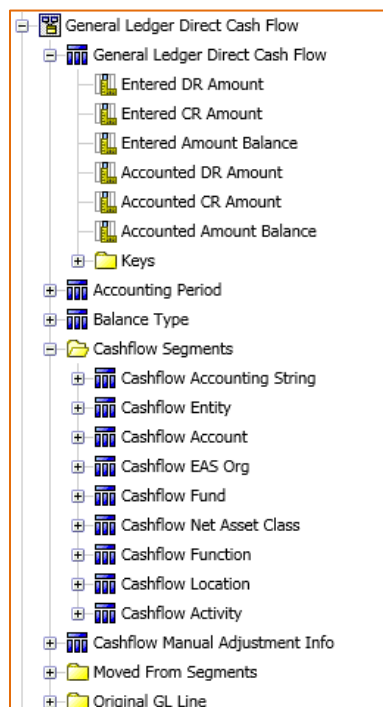 General Ledger Direct Cash Flow
General Ledger Direct Cash Flow
Entered DR Amount
Entered CR Amount
Entered Amount Balance
Accounted DR Amount
Accounted CR Amount
Accounted Amount Balance
Keys
Accounting Period
Balance Type
Cashflow Segments
Cashflow Accounting String
Cashflow Entity
Cashflow Account
Cashflow EAS Org
Cashflow Fund
Cashflow Net Asset Class
Cashflow Function
Cashflow Location
Cashflow Activity
Cashflow Manual Adjustment Info
Moved From Segments
Original GL Line